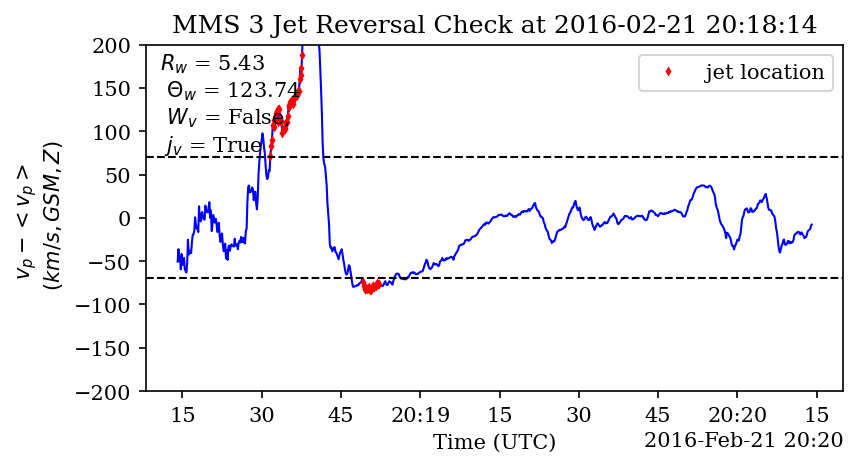 MMS 3 Jet Reversal Check at 2016-02-21 20:18:14
R_w = 5.43
Θ_w = 123.74
W_v = False
j_v = True
jet location
v_p − < v_p >
(km/s, GSM, Z)
200
150
100
50
0
−50
−100
−150
−200
15 30 45 20:19 15 30 45 20:20 15
Time (UTC)
2016-Feb-21 20:20